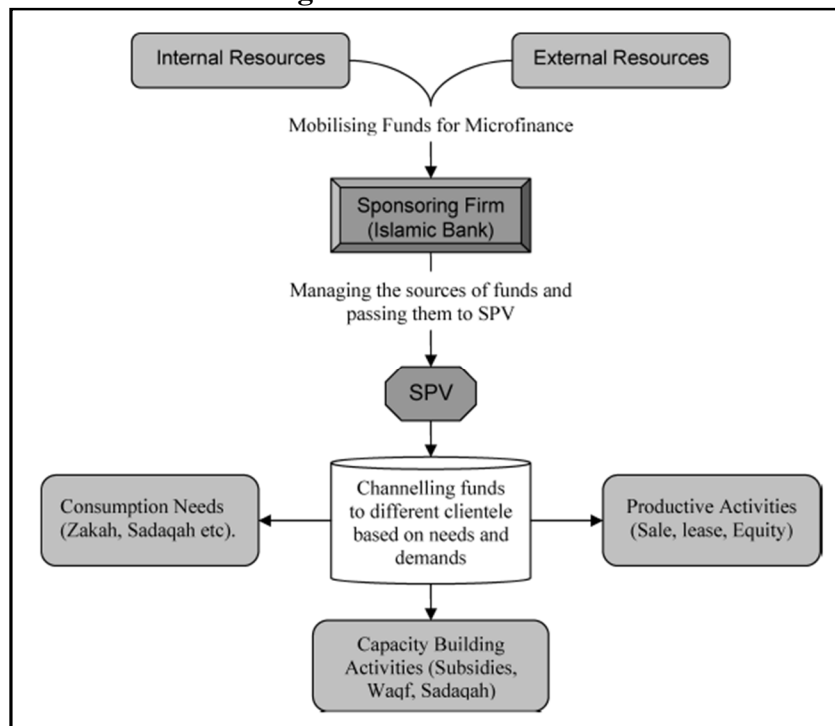 Internal Resources
External Resources
Mobilising Funds for Microfinance
Sponsoring Firm
(Islamic Bank)
Managing the sources of funds and
passing them to SPV
SPV
Channelling funds
to different clientele
based on needs and
demands
Consumption Needs
(Zakah, Sadaqah etc).
Productive Activities
(Sale, lease, Equity)
Capacity Building
Activities (Subsidies,
Waqf, Sadaqah)